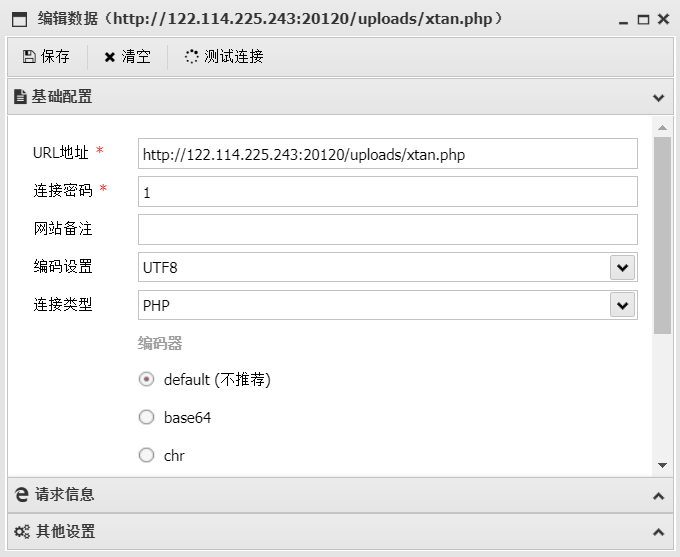 编辑数据（http://122.114.225.243:20120/uploads/xtan.php）
保存 清空 测试连接
基础配置
URL地址 * http://122.114.225.243:20120/uploads/xtan.php
连接密码 * 1
网站备注
编码设置 UTF8
连接类型 PHP
编码器
default (不推荐)
base64
chr
请求信息
其他设置